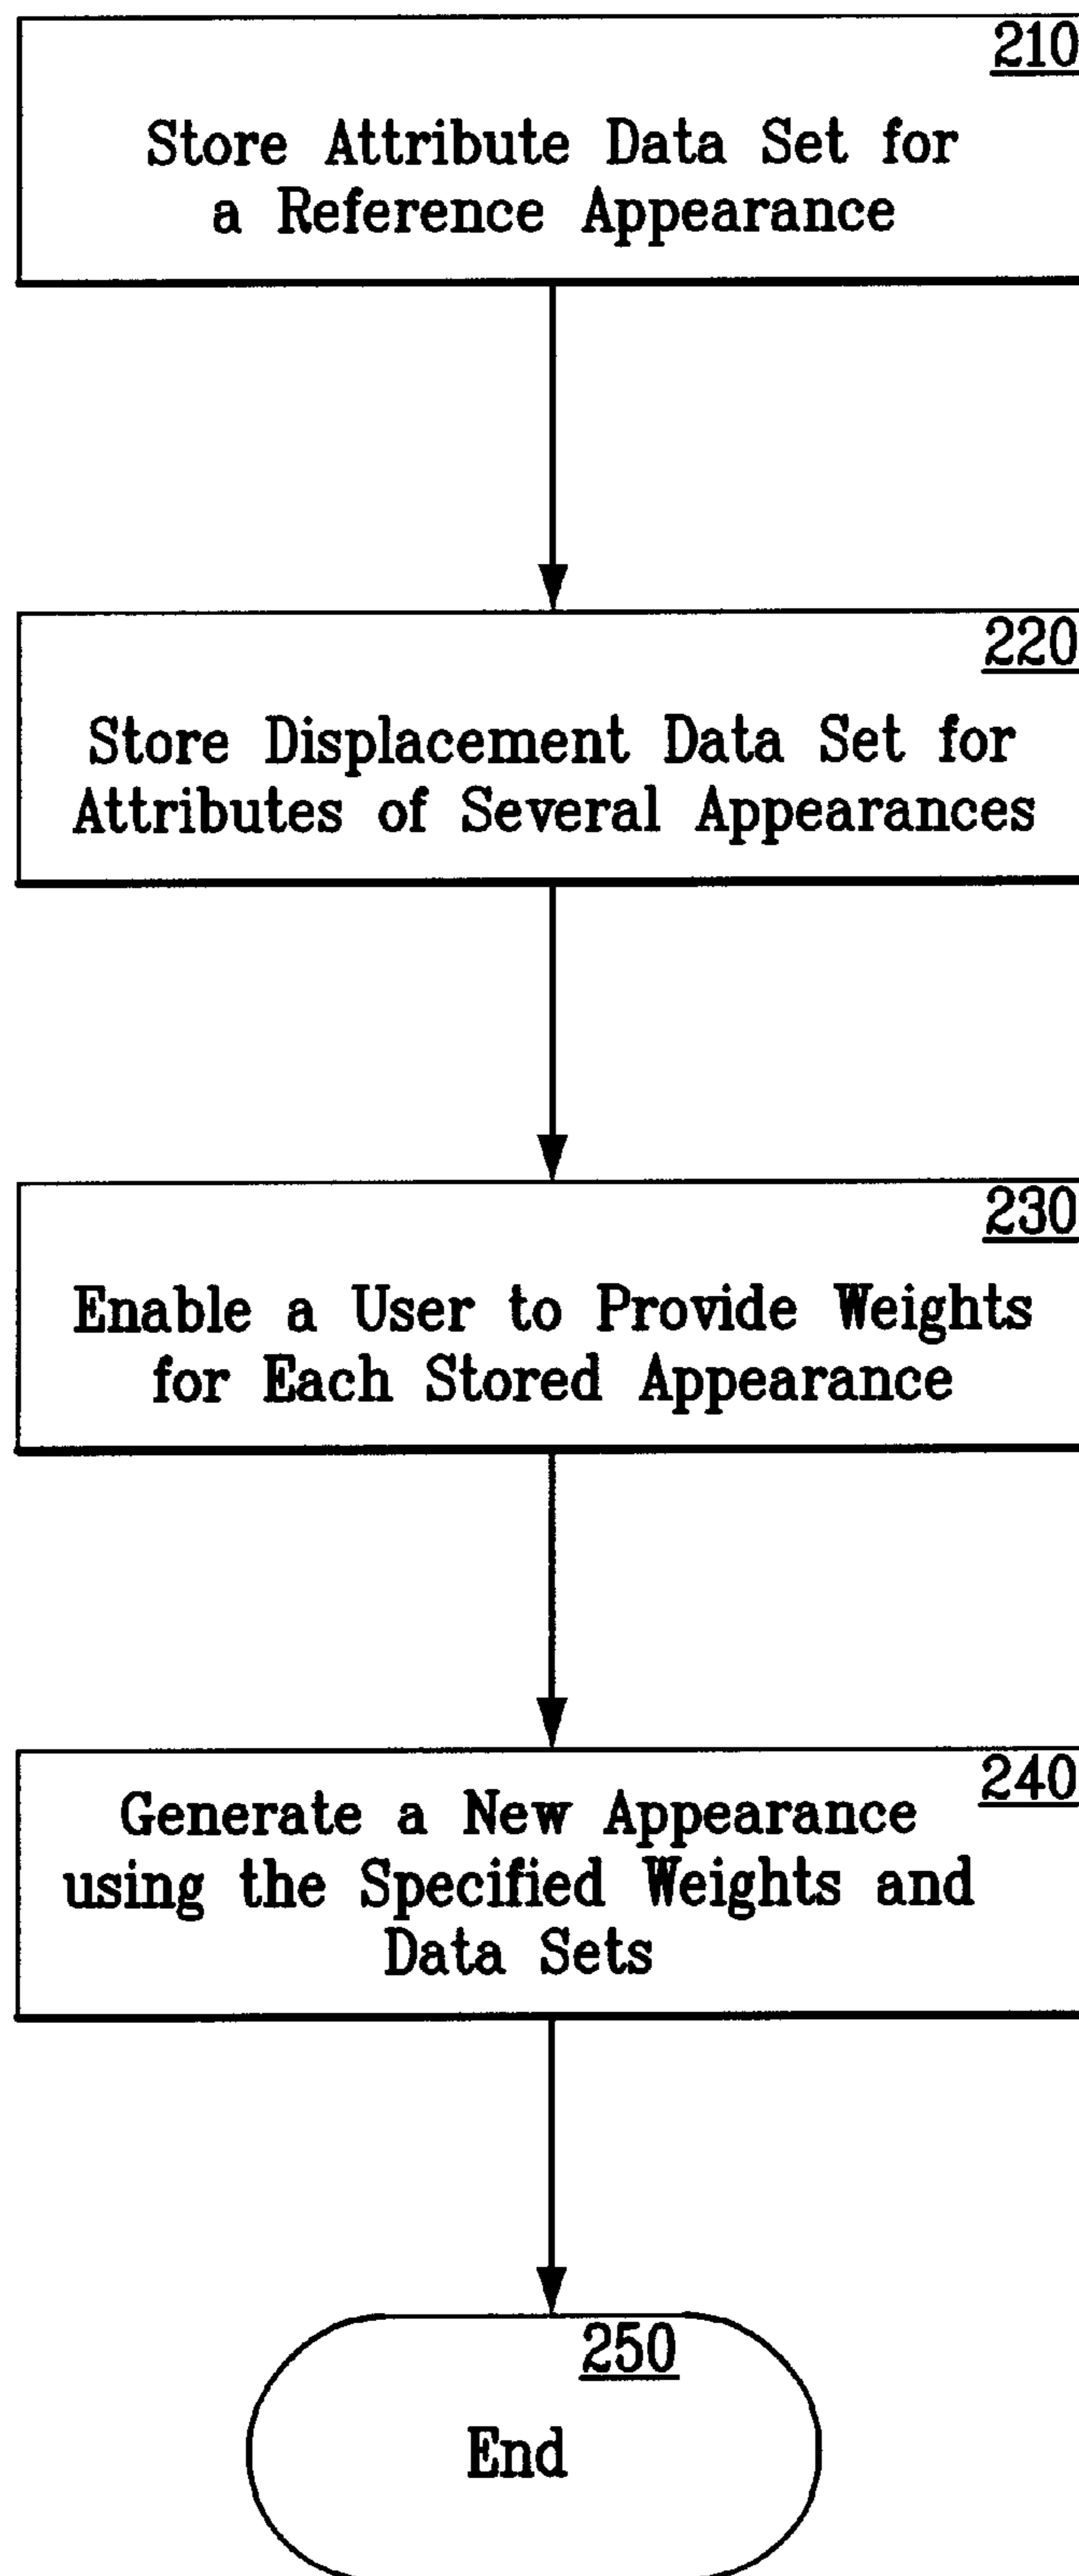 210
Store Attribute Data Set for
a Reference Appearance
220
Store Displacement Data Set for
Attributes of Several Appearances
230
Enable a User to Provide Weights
for Each Stored Appearance
240
Generate a New Appearance
using the Specified Weights and
Data Sets
250
End